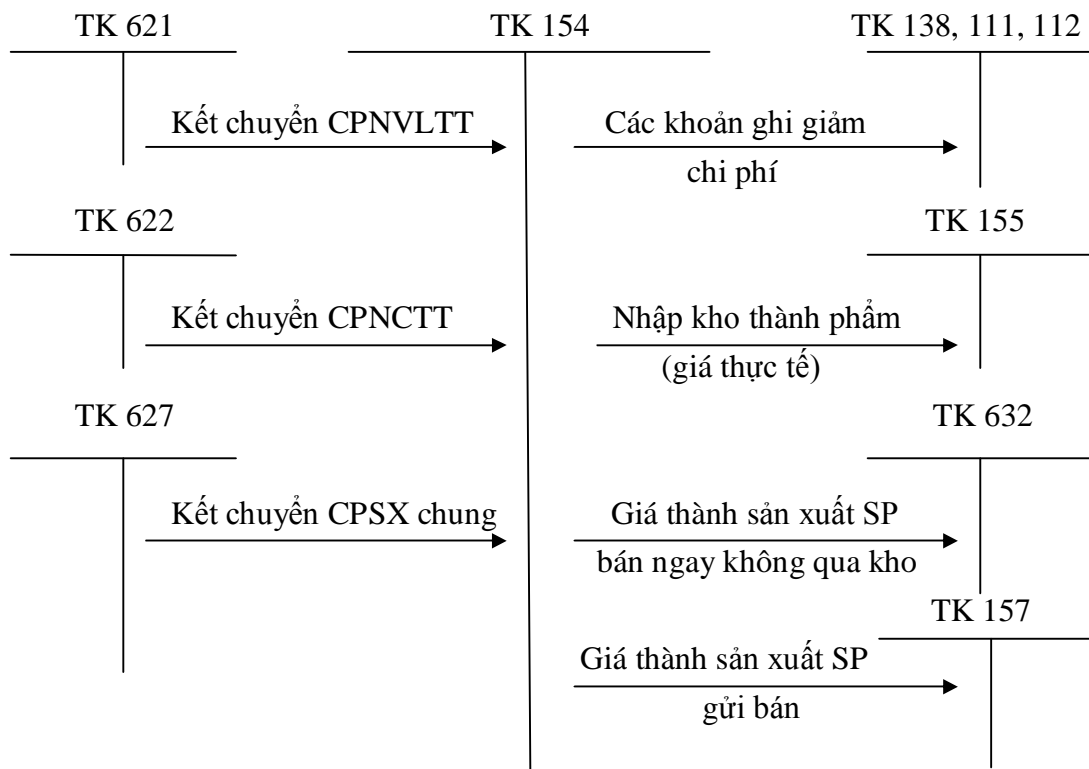 TK 621
TK 154
TK 138, 111, 112
Kết chuyển CPNVLTT
Các khoản ghi giảm
chi phí
TK 622
TK 155
Kết chuyển CPNCTT
Nhập kho thành phẩm
(giá thực tế)
TK 627
TK 632
Kết chuyển CPSX chung
Giá thành sản xuất SP
bán ngay không qua kho
TK 157
Giá thành sản xuất SP
gửi bán